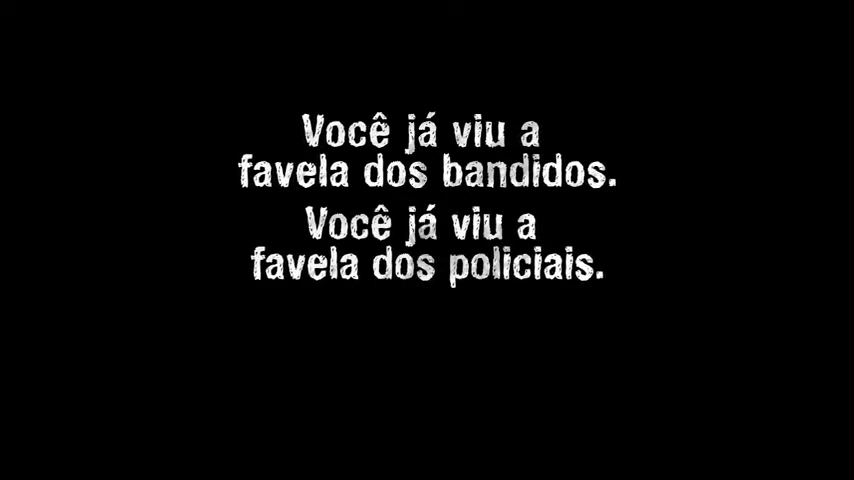 Você já viu a
favela dos bandidos.
Você já viu a
favela dos policiais.